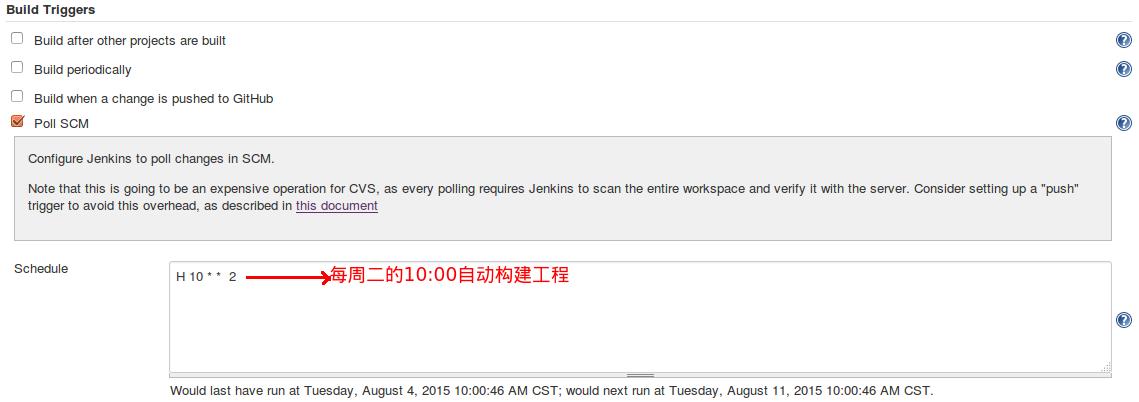 Build Triggers
Build after other projects are built
Build periodically
Build when a change is pushed to GitHub
Poll SCM
Configure Jenkins to poll changes in SCM.
Note that this is going to be an expensive operation for CVS, as every polling requires Jenkins to scan the entire workspace and verify it with the server. Consider setting up a "push"
trigger to avoid this overhead, as described in this document
Schedule
H 10 * * 2 每周二的10:00自动构建工程
Would last have run at Tuesday, August 4, 2015 10:00:46 AM CST; would next run at Tuesday, August 11, 2015 10:00:46 AM CST.